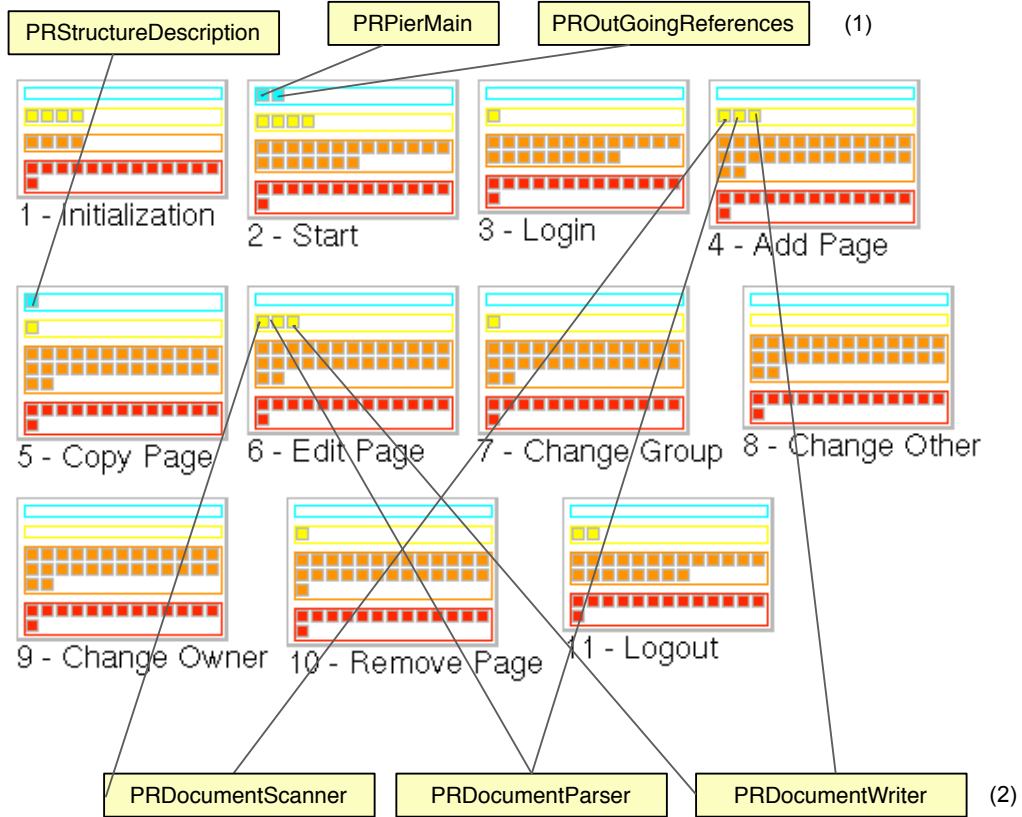 PRStructureDescription
PRPierMain
PROutGoingReferences
(1)
1 - Initialization
2 - Start
3 - Login
4 - Add Page
5 - Copy Page
6 - Edit Page
7 - Change Group
8 - Change Other
9 - Change Owner
10 - Remove Page
11 - Logout
PRDocumentScanner
PRDocumentParser
PRDocumentWriter
(2)